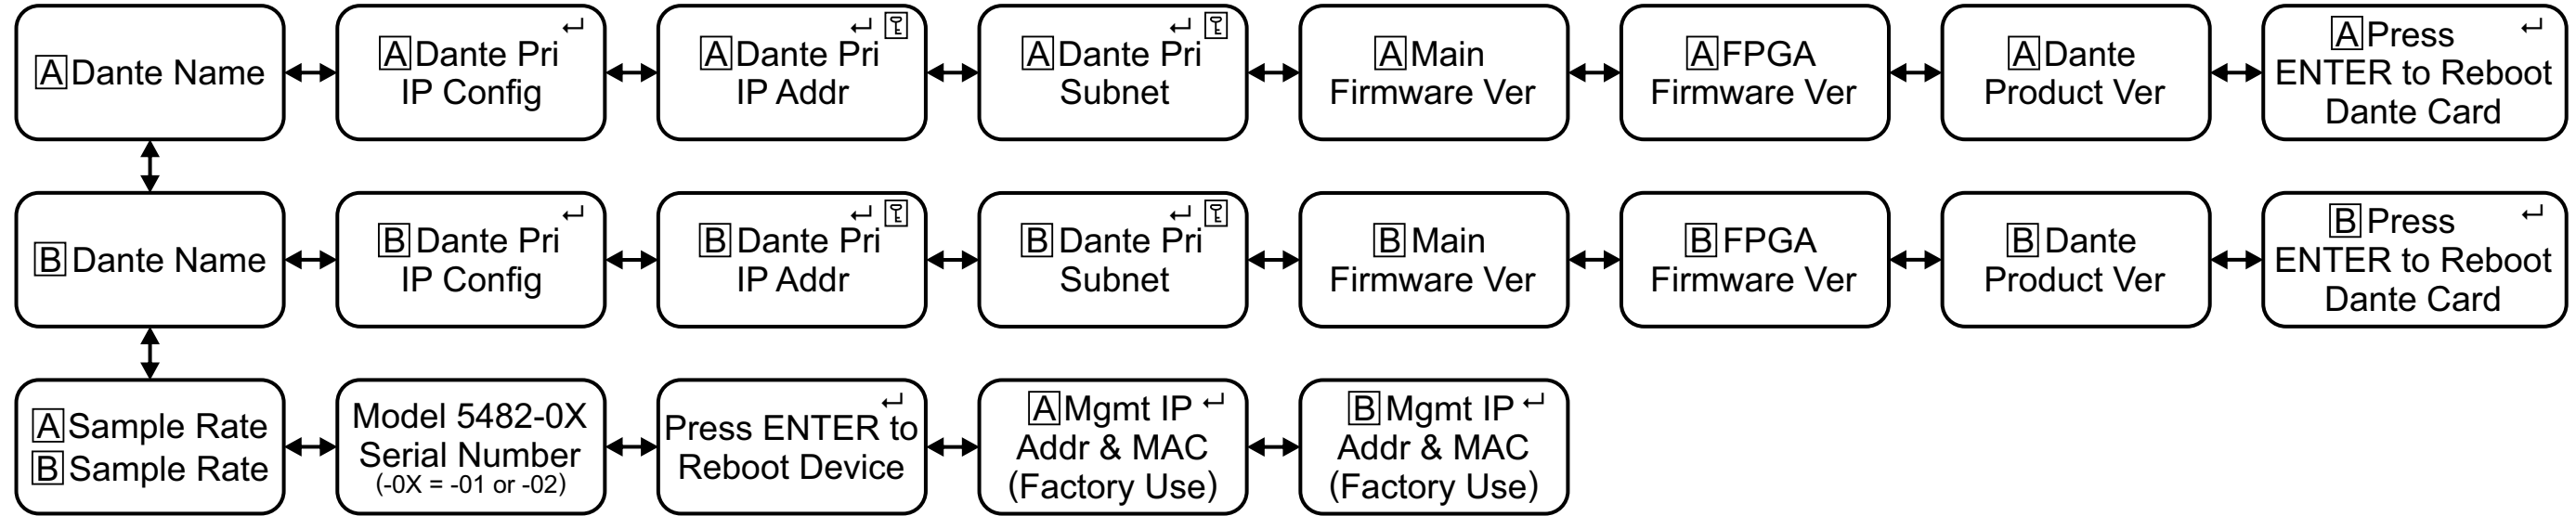 A Dante Name
A Dante Pri ↵
IP Config
A Dante Pri ↵
IP Addr
A Dante Pri ↵
Subnet
A Main
Firmware Ver
A FPGA
Firmware Ver
A Dante
Product Ver
A Press ↵
ENTER to Reboot
Dante Card
B Dante Name
B Dante Pri ↵
IP Config
B Dante Pri ↵
IP Addr
B Dante Pri ↵
Subnet
B Main
Firmware Ver
B FPGA
Firmware Ver
B Dante
Product Ver
B Press ↵
ENTER to Reboot
Dante Card
A Sample Rate
B Sample Rate
Model 5482-0X
Serial Number
(-0X = -01 or -02)
Press ENTER to ↵
Reboot Device
A Mgmt IP ↵
Addr & MAC
(Factory Use)
B Mgmt IP ↵
Addr & MAC
(Factory Use)